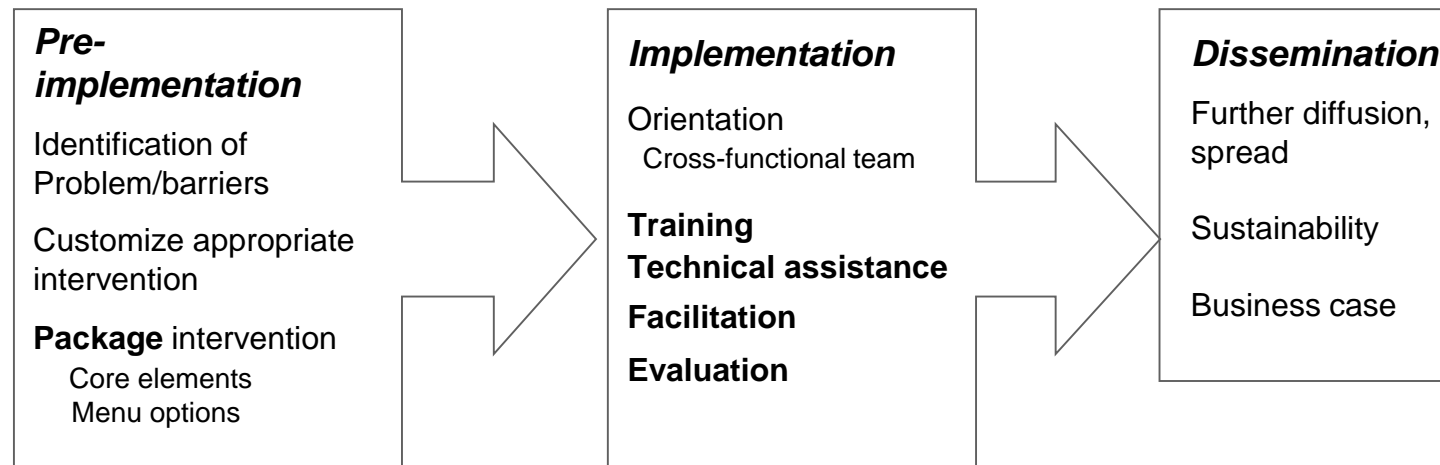 Pre-
implementation
Identification of
Problem/barriers
Customize appropriate
intervention
Package intervention
Core elements
Menu options
Implementation
Orientation
Cross-functional team
Training
Technical assistance
Facilitation
Evaluation
Dissemination
Further diffusion,
spread
Sustainability
Business case